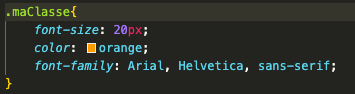 .maClasse{
font-size: 20px;
color: orange;
font-family: Arial, Helvetica, sans-serif;
}